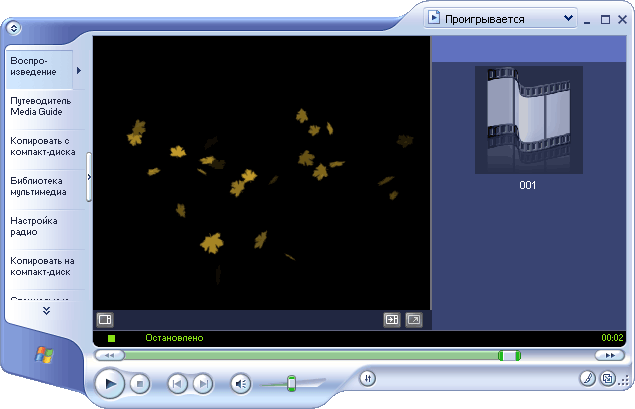 Проигрывается
Воспро-
изведение
Путеводитель
Media Guide
Копировать с
компакт-диска
Библиотека
мультимедиа
Настройка
радио
Копировать на
компакт-диск
001
Остановлено
00:02